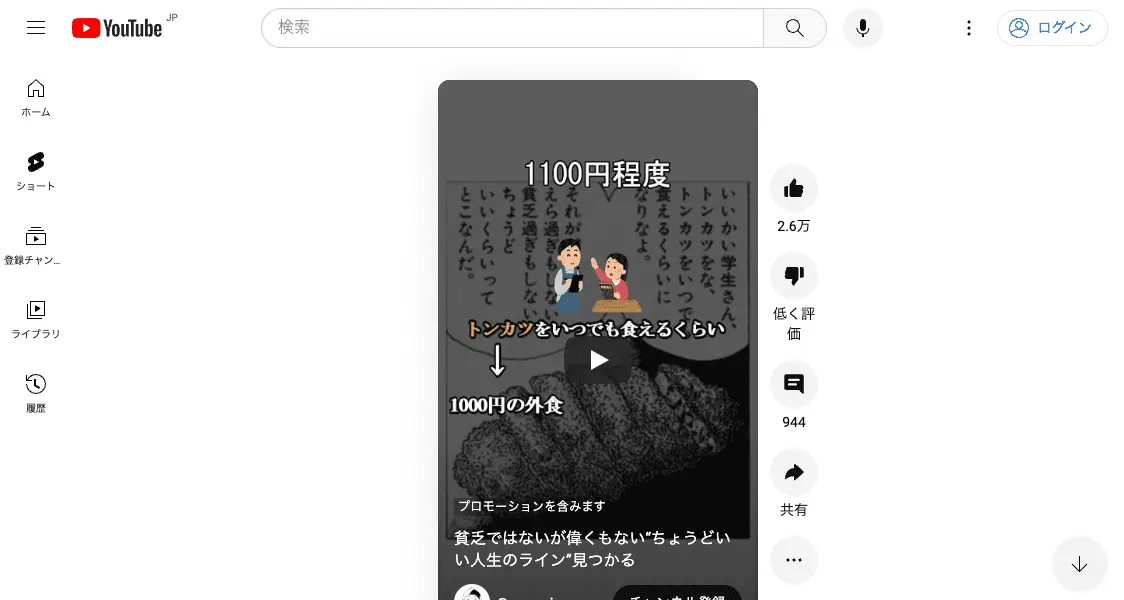 YouTube JP
検索
ログイン
ホーム
ショート
登録チャン...
ライブラリ
履歴
1100円程度
いいかい学生さん、
トンカツをな、
トンカツをいつで
食えるくらいに
なりなよ。
それが
えら過ぎもしない
貧乏過ぎもしない
ちょうど
いいくらいって
とこなんだ。
トンカツをいつでも食えるくらい
↓
1000円の外食
プロモーションを含みます
貧乏ではないが偉くもない“ちょうどい
い人生のライン”見つかる
チャンネル登録
2.6万
低く評
価
944
共有